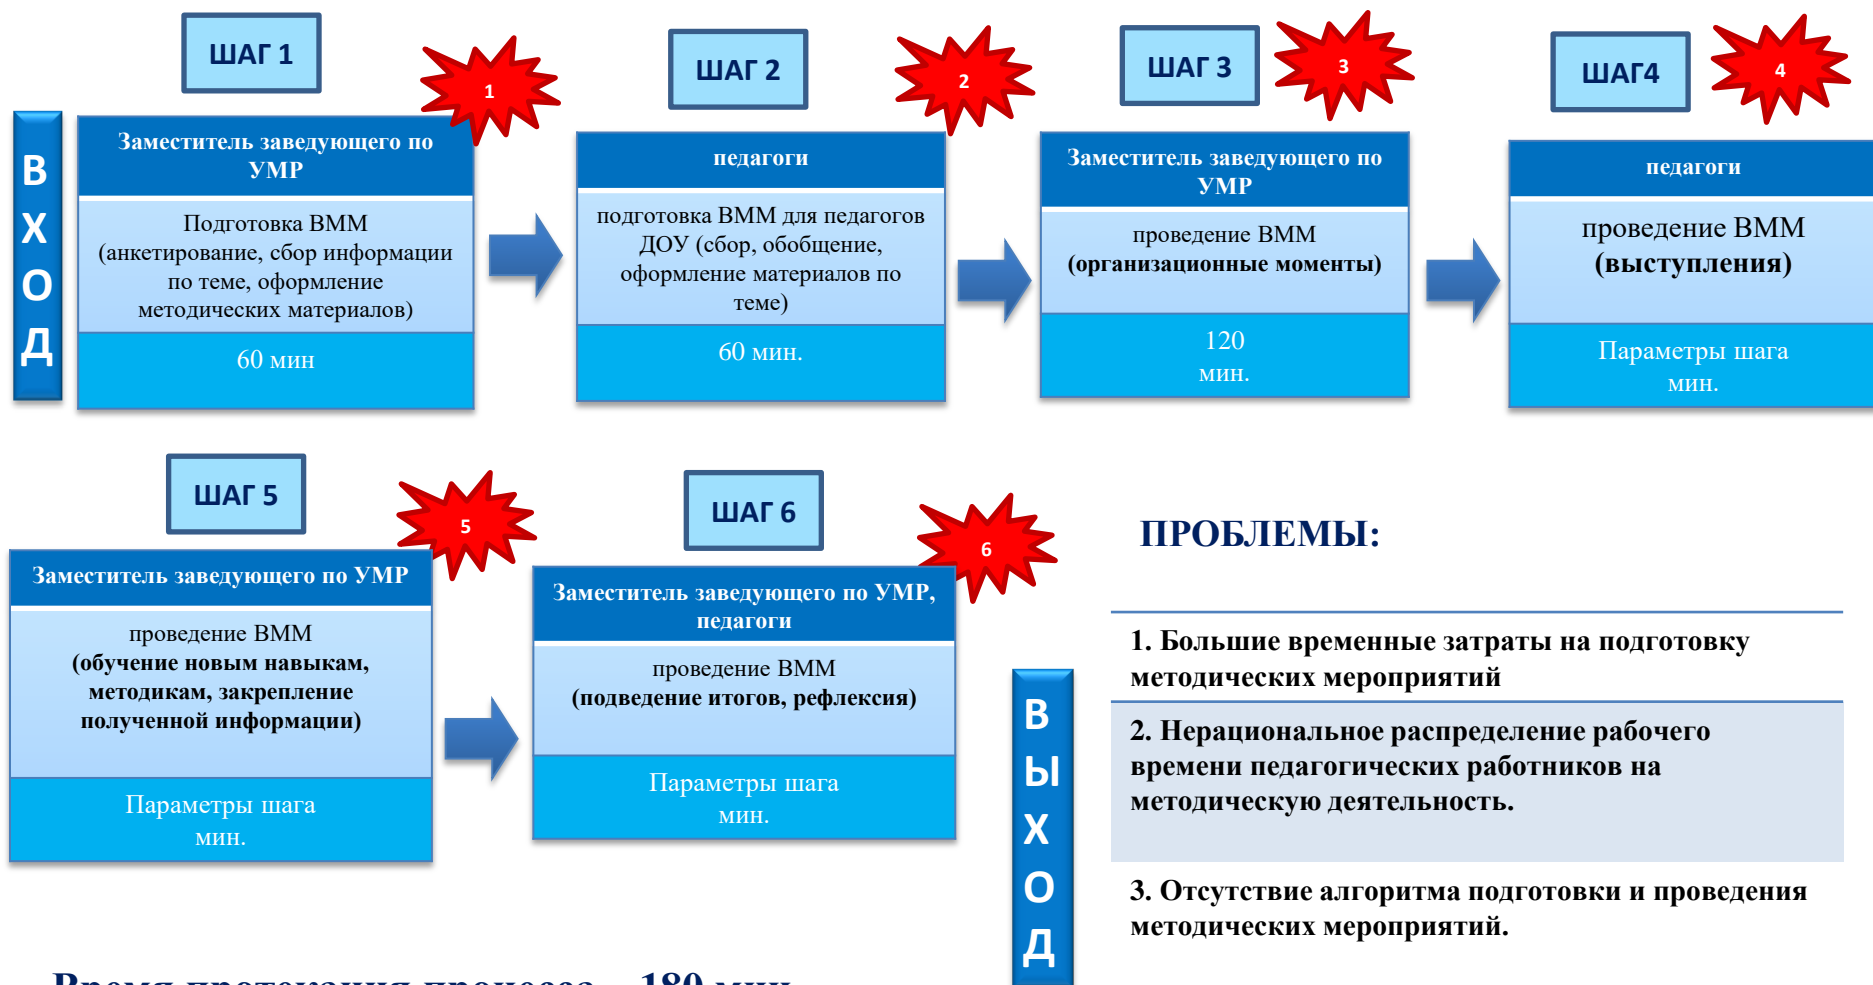 ШАГ 1
1
ШАГ 2
2
ШАГ 3
3
ШАГ4
4
ВХОД
Заместитель заведующего по
УМР
Подготовка ВММ
(анкетирование, сбор информации
по теме, оформление
методических материалов)
60 мин
педагоги
подготовка ВММ для педагогов
ДОУ (сбор, обобщение,
оформление материалов по
теме)
60 мин.
Заместитель заведующего по
УМР
проведение ВММ
(организационные моменты)
120
мин.
педагоги
проведение ВММ
(выступления)
Параметры шага
мин.
ШАГ 5
5
ШАГ 6
6
Заместитель заведующего по УМР
проведение ВММ
(обучение новым навыкам,
методикам, закрепление
полученной информации)
Параметры шага
мин.
Заместитель заведующего по УМР,
педагоги
проведение ВММ
(подведение итогов, рефлексия)
Параметры шага
мин.
ВЫХОД
ПРОБЛЕМЫ:
1. Большие временные затраты на подготовку
методических мероприятий
2. Нерациональное распределение рабочего
времени педагогических работников на
методическую деятельность.
3. Отсутствие алгоритма подготовки и проведения
методических мероприятий.
Время протекания процесса – 180 мин